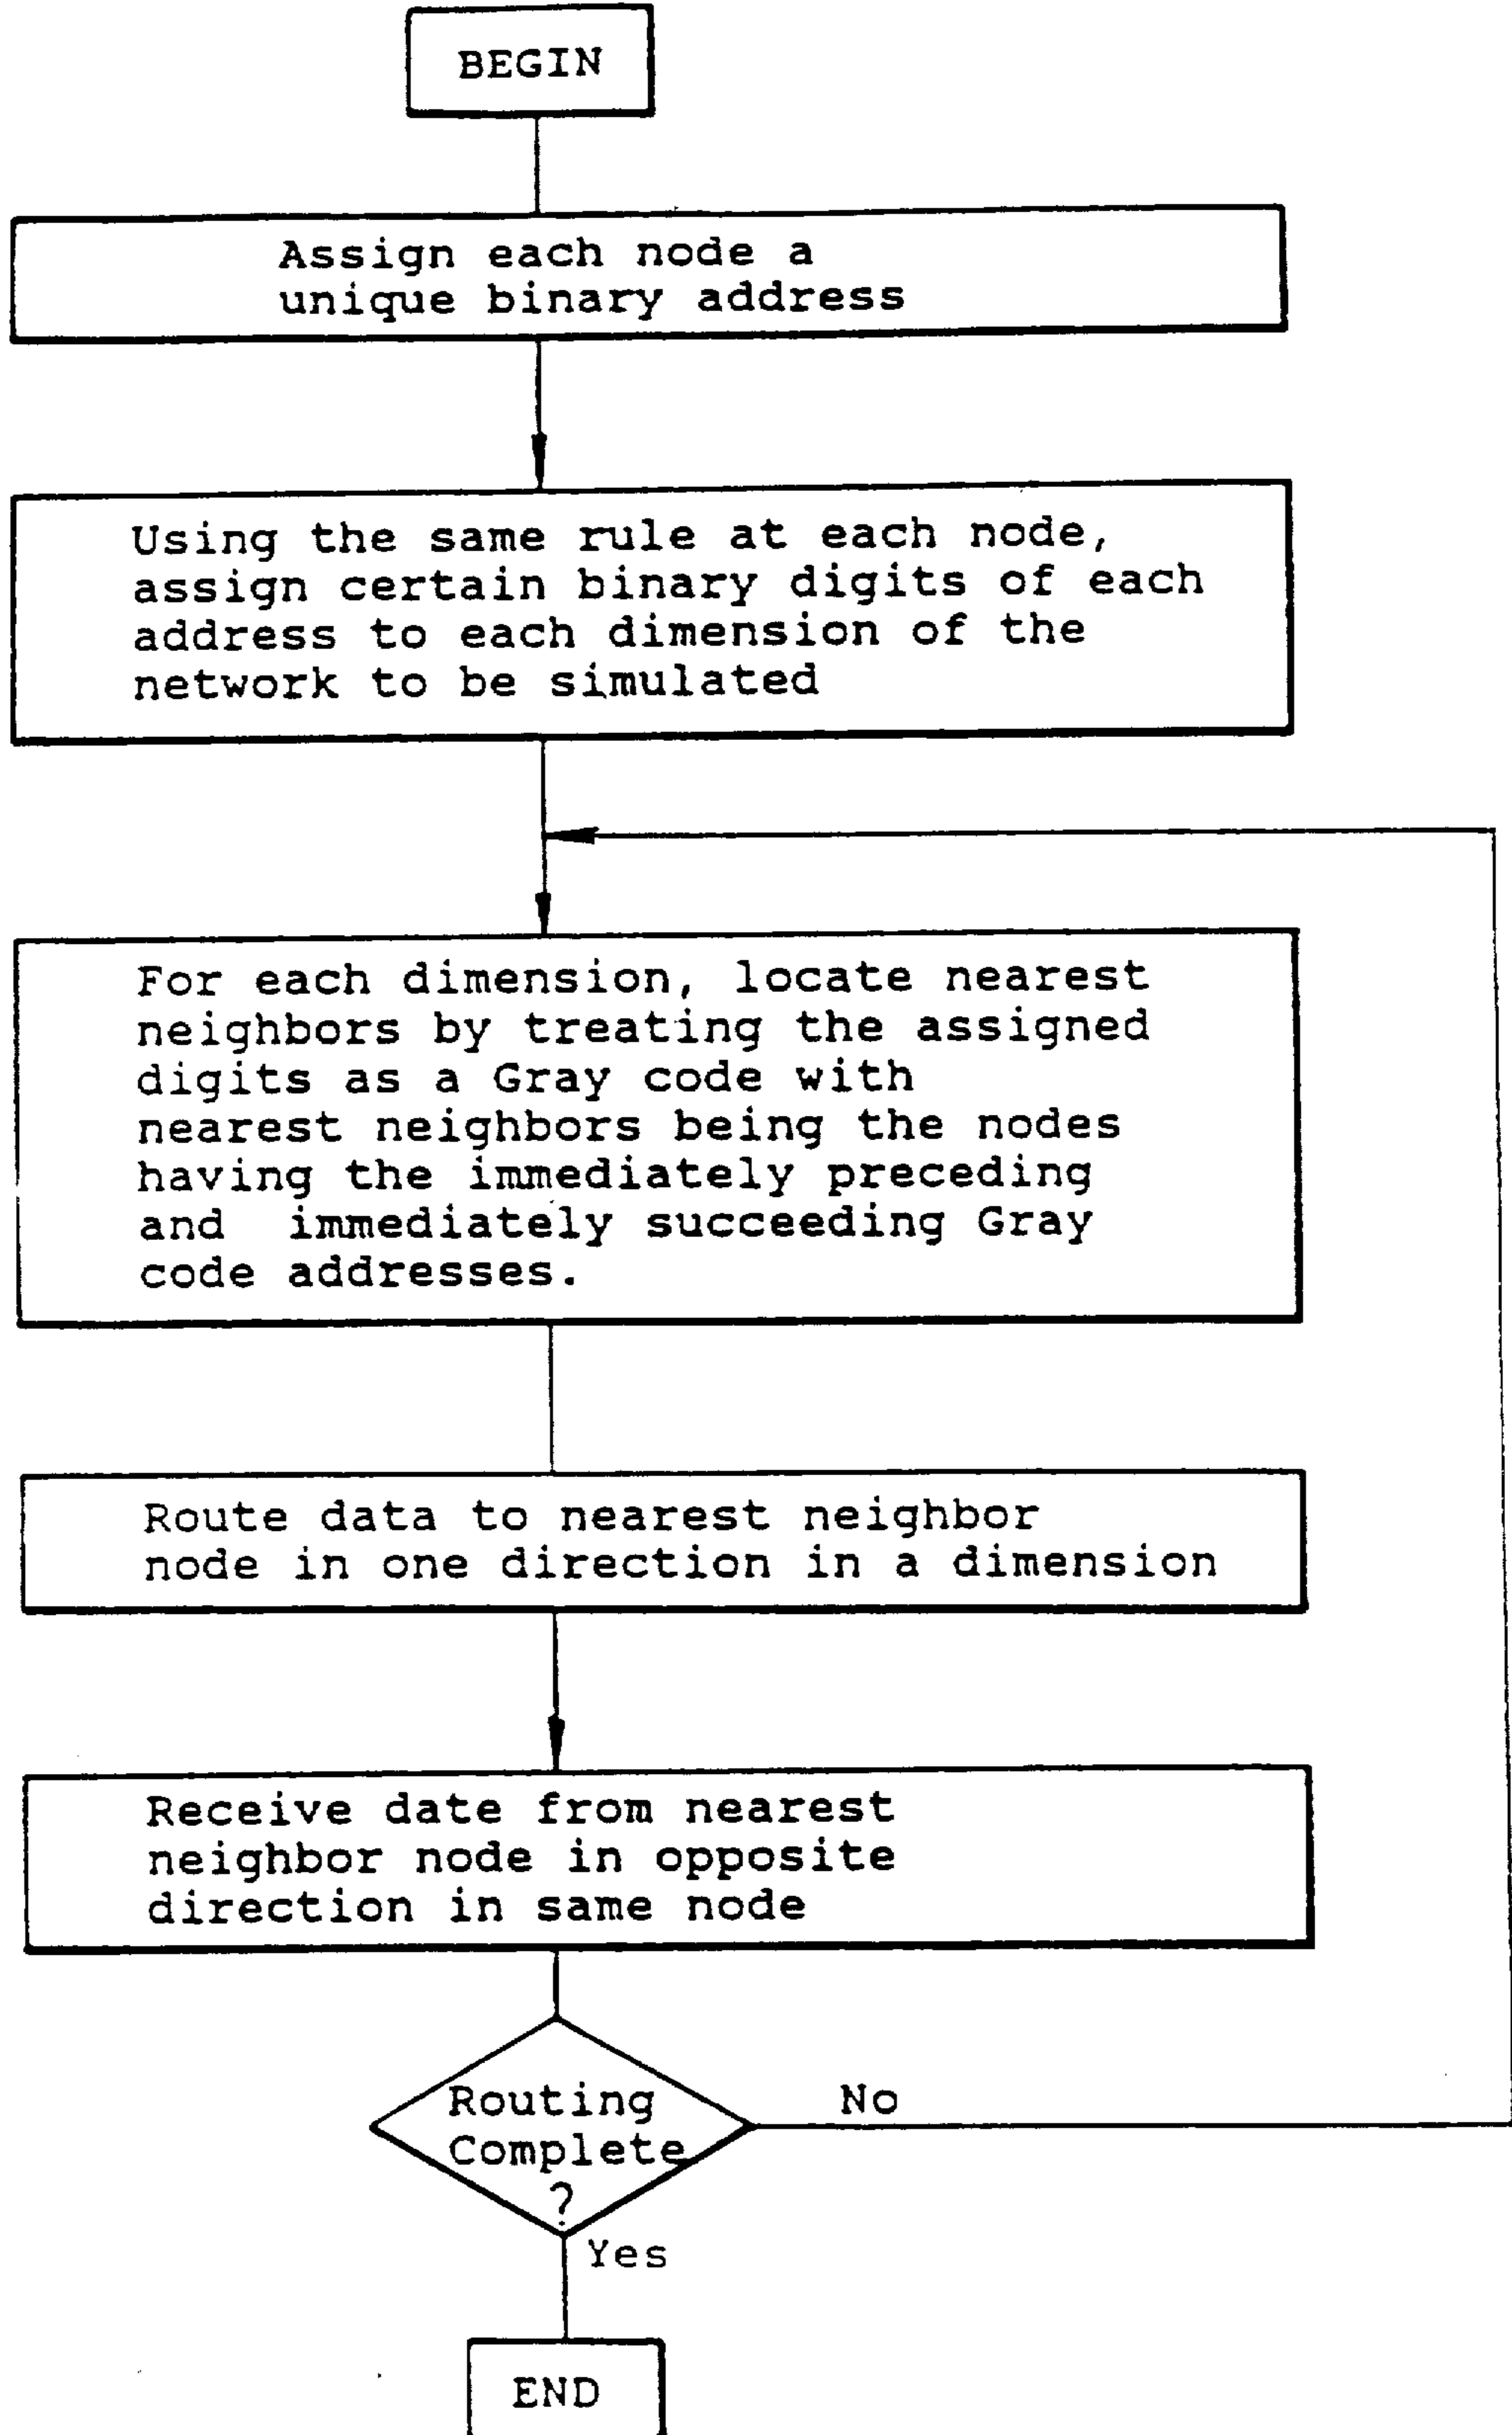 BEGIN
Assign each node a
unique binary address
Using the same rule at each node,
assign certain binary digits of each
address to each dimension of the
network to be simulated
For each dimension, locate nearest
neighbors by treating the assigned
digits as a Gray code with
nearest neighbors being the nodes
having the immediately preceding
and immediately succeeding Gray
code addresses.
Route data to nearest neighbor
node in one direction in a dimension
Receive date from nearest
neighbor node in opposite
direction in same node
Routing
Complete
?
No
Yes
END